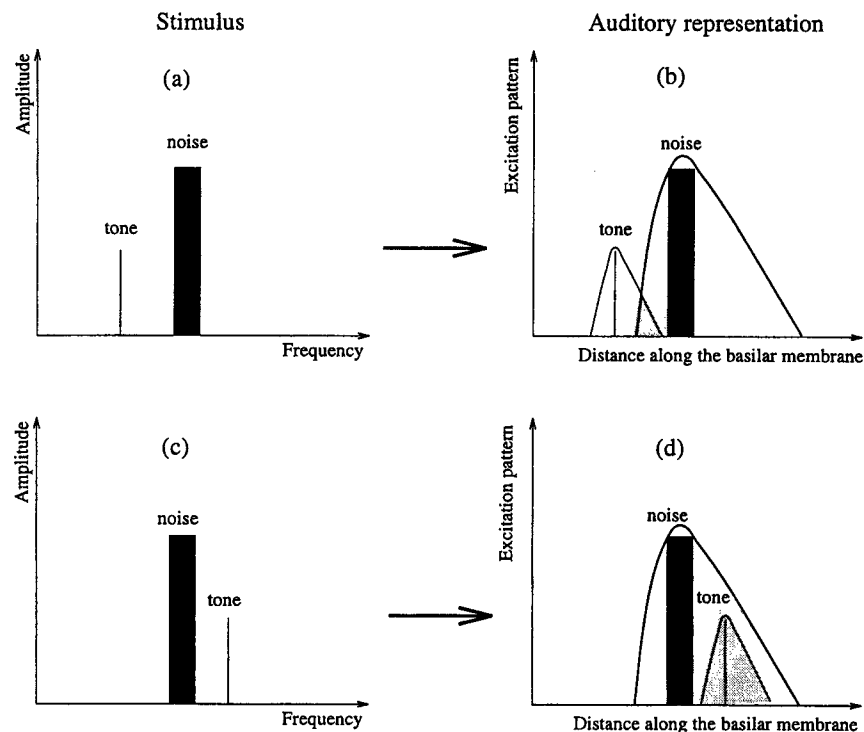 Stimulus
Auditory representation
Amplitude
(a)
noise
tone
Frequency
Excitation pattern
(b)
noise
tone
Distance along the basilar membrane
Amplitude
(c)
noise
tone
Frequency
Excitation pattern
(d)
noise
tone
Distance along the basilar membrane